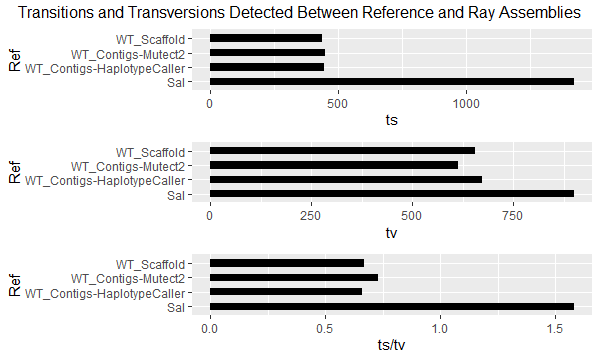 Transitions and Transversions Detected Between Reference and Ray Assemblies
Ref
WT_Scaffold
WT_Contigs-Mutect2
WT_Contigs-HaplotypeCaller
Sal
0 500 1000
ts
Ref
WT_Scaffold
WT_Contigs-Mutect2
WT_Contigs-HaplotypeCaller
Sal
0 250 500 750
tv
Ref
WT_Scaffold
WT_Contigs-Mutect2
WT_Contigs-HaplotypeCaller
Sal
0.0 0.5 1.0 1.5
ts/tv